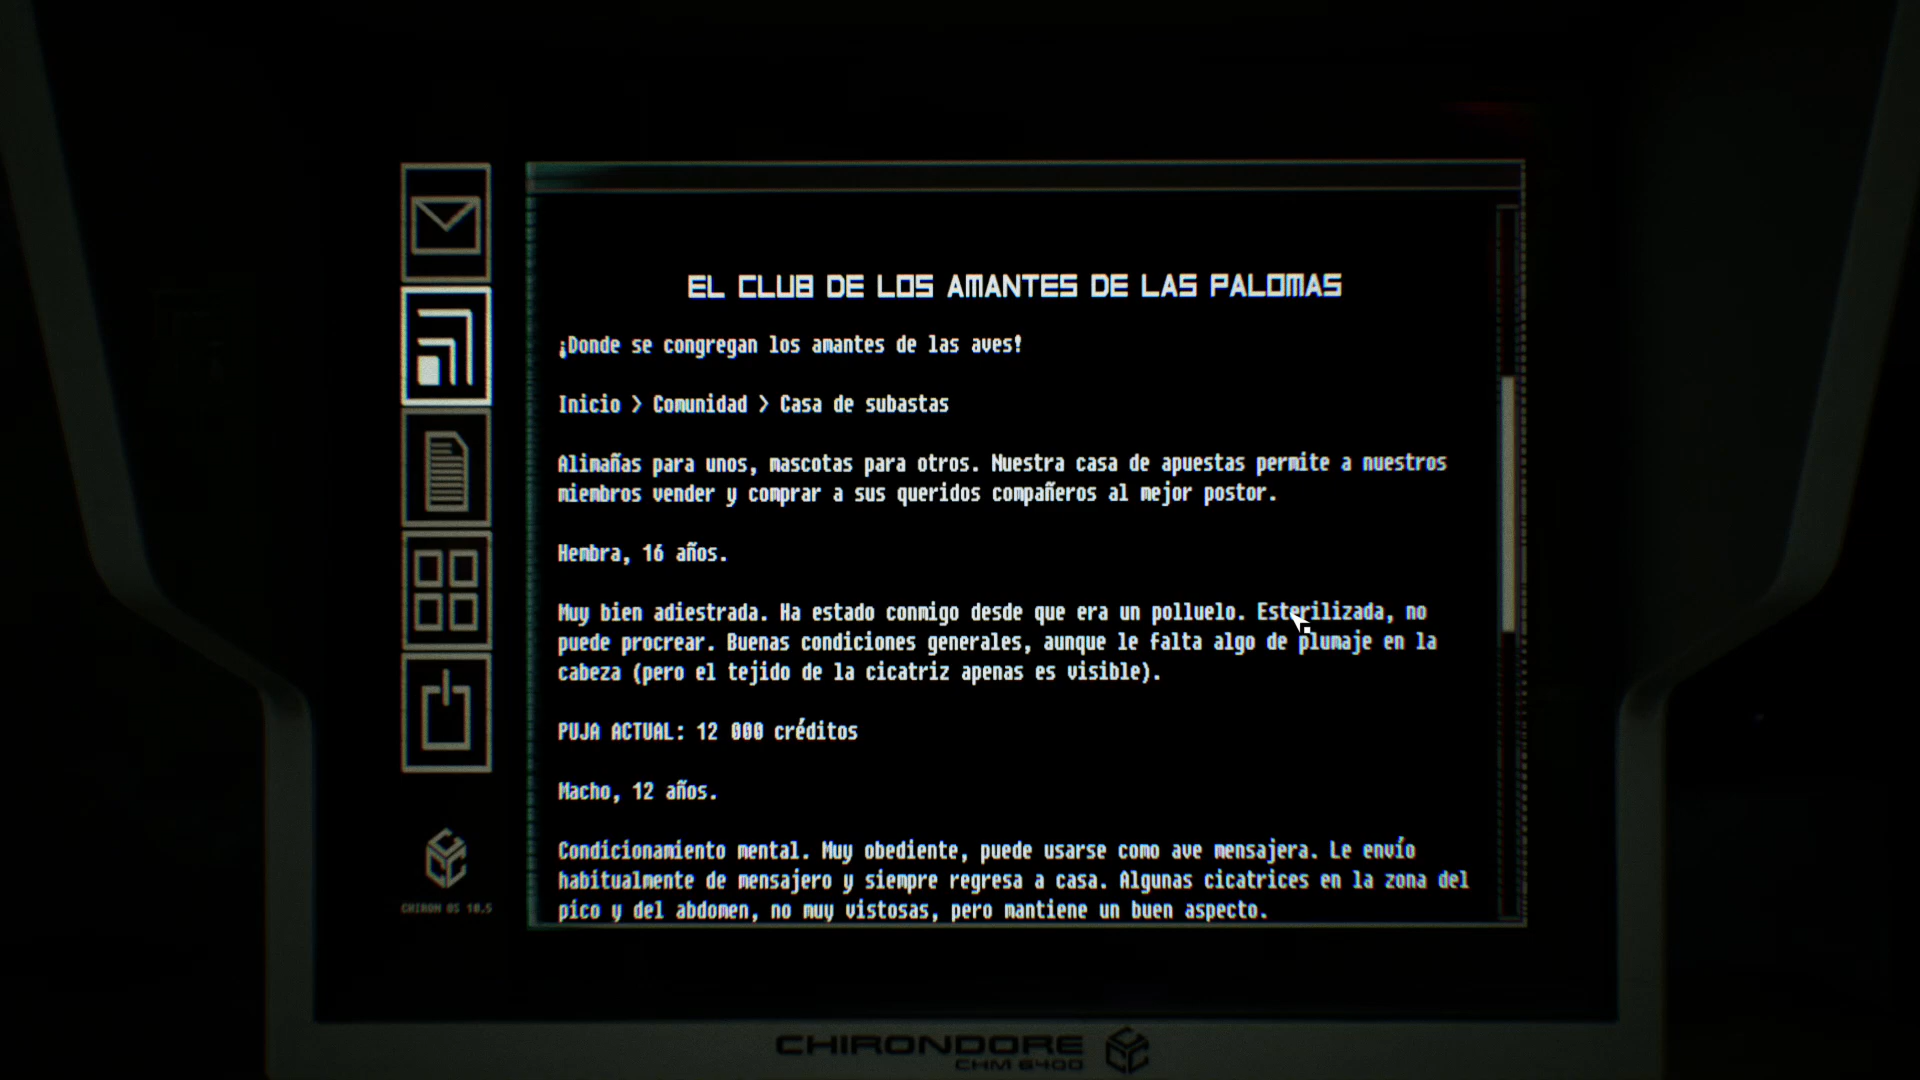 EL CLUB DE LOS AMANTES DE LAS PALOMAS
¡Donde se congregan los amantes de las aves!
Inicio > Comunidad > Casa de subastas
Alimañas para unos, mascotas para otros. Nuestra casa de apuestas permite a nuestros
miembros vender y comprar a sus queridos compañeros al mejor postor.
Hembra, 16 años.
Muy bien adiestrada. Ha estado conmigo desde que era un polluelo. Esterilizada, no
puede procrear. Buenas condiciones generales, aunque le falta algo de plumaje en la
cabeza (pero el tejido de la cicatriz apenas es visible).
PUJA ACTUAL: 12 000 créditos
Macho, 12 años.
Condicionamiento mental. Muy obediente, puede usarse como ave mensajera. Le envío
habitualmente de mensajero y siempre regresa a casa. Algunas cicatrices en la zona del
pico y del abdomen, no muy vistosas, pero mantiene un buen aspecto.
CHIRON OS 10.5
CHIRONDORE
CHM 6400